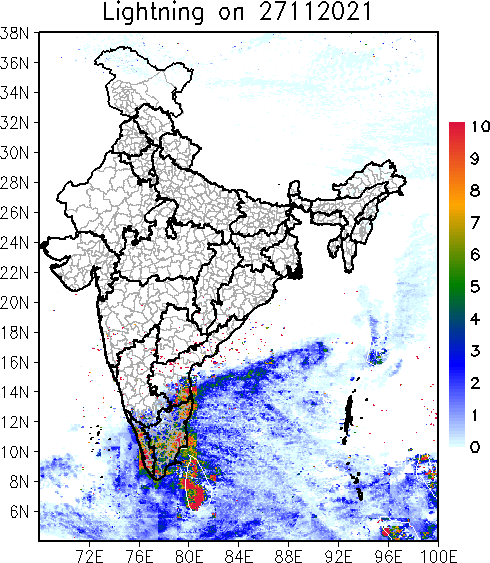 Lightning on 27112021
38N
36N
34N
32N
30N
28N
26N
24N
22N
20N
18N
16N
14N
12N
10N
8N
6N
72E 76E 80E 84E 88E 92E 96E 100E
10
9
8
7
6
5
4
3
2
1
0